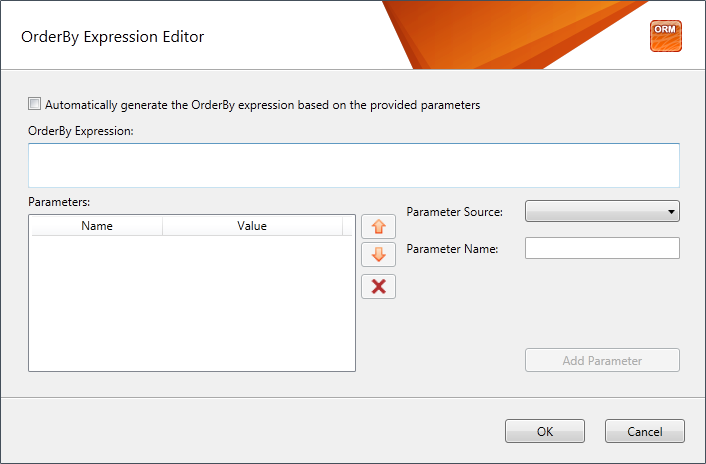 OrderBy Expression Editor
ORM
Automatically generate the OrderBy expression based on the provided parameters
OrderBy Expression:
Parameters:
Name Value
Parameter Source:
Parameter Name:
Add Parameter
OK Cancel